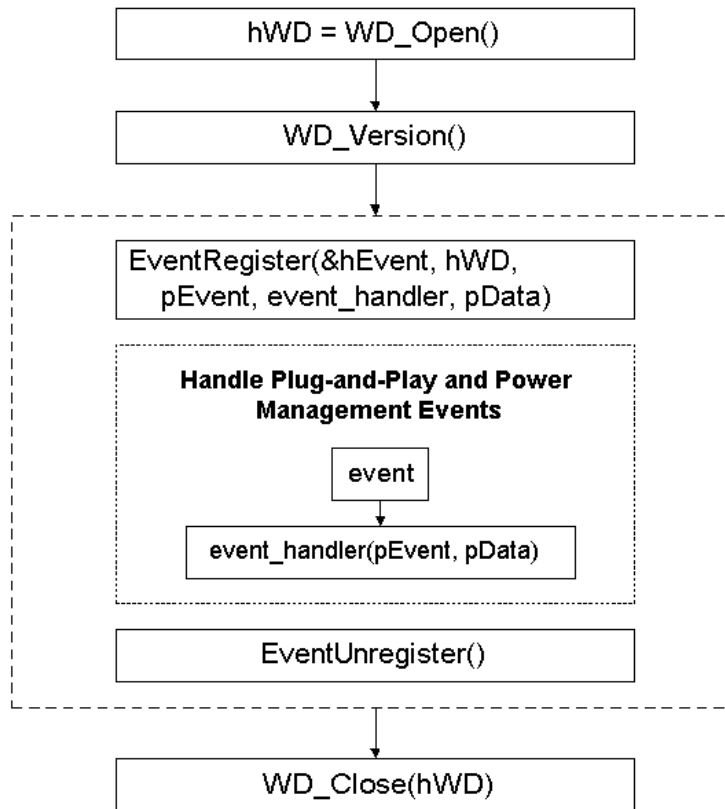 hWD = WD_Open()
WD_Version()
EventRegister(&hEvent, hWD,
pEvent, event_handler, pData)
Handle Plug-and-Play and Power
Management Events
event
event_handler(pEvent, pData)
EventUnregister()
WD_Close(hWD)